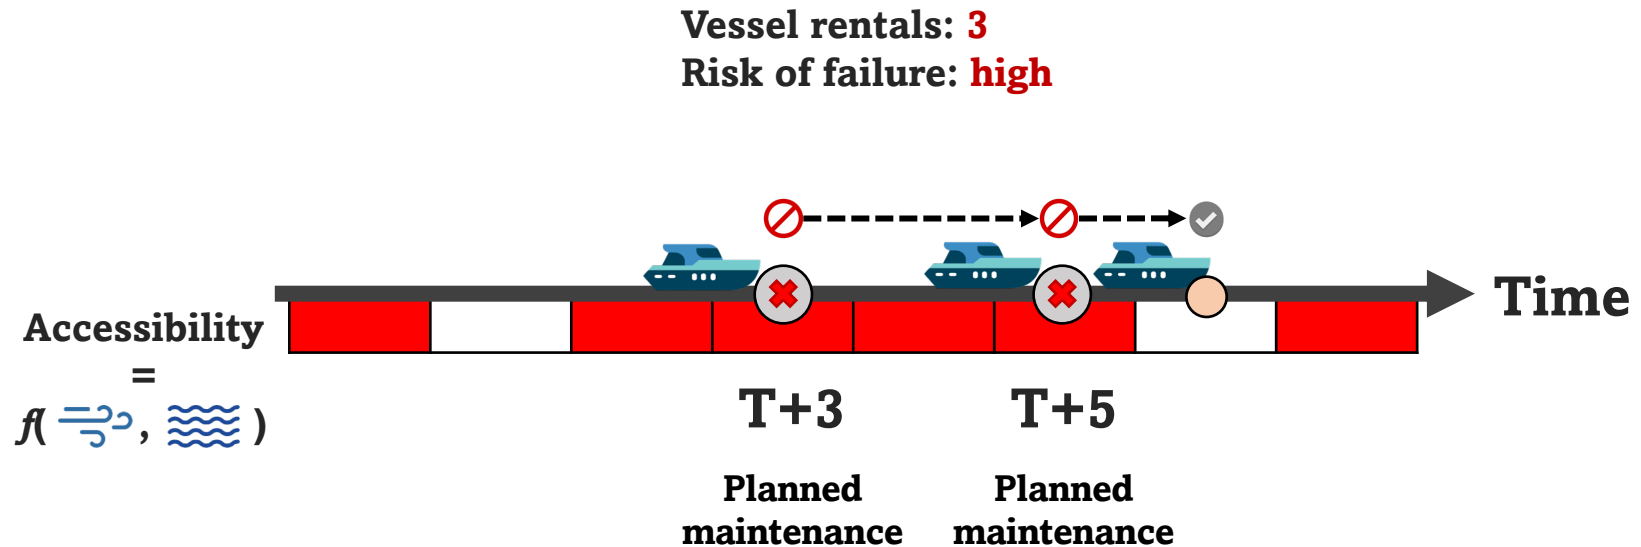 Vessel rentals: 3
Risk of failure: high
Time
Accessibility
=
f( , )
T+3
T+5
Planned
maintenance
Planned
maintenance